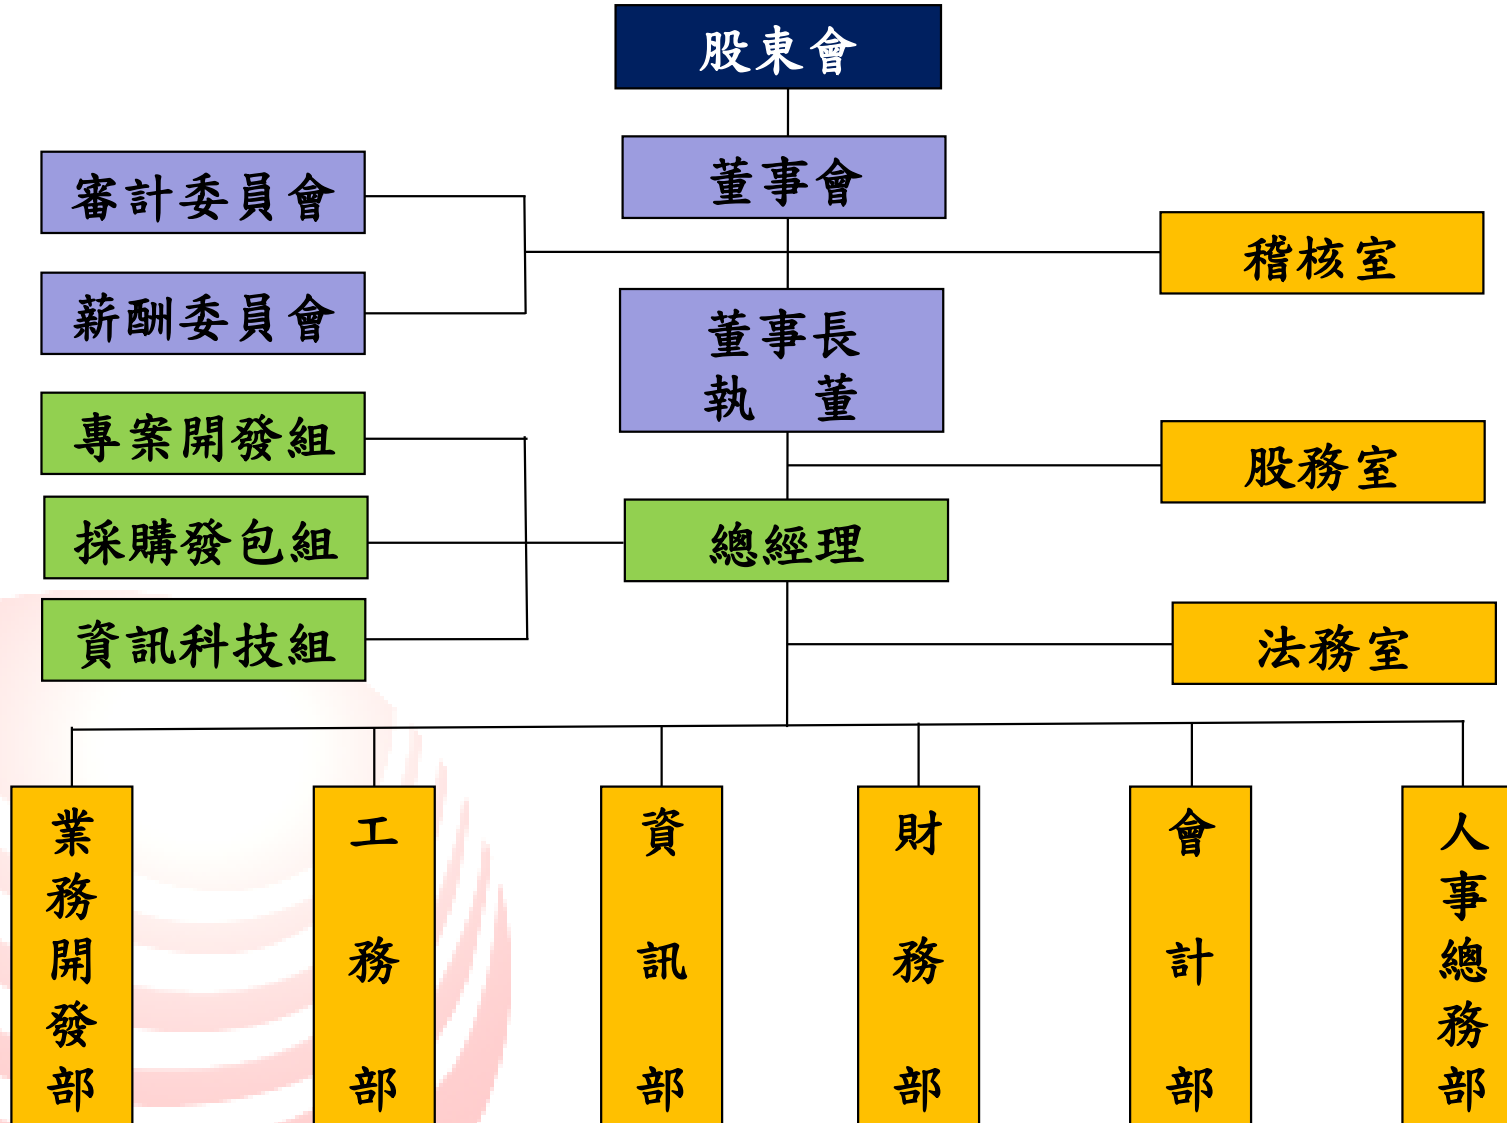 股東會
董事會
審計委員會
稽核室
薪酬委員會
董事長
執　董
專案開發組
股務室
採購發包組
總經理
資訊科技組
法務室
業務開發部
工務部
資訊部
財務部
會計部
人事總務部